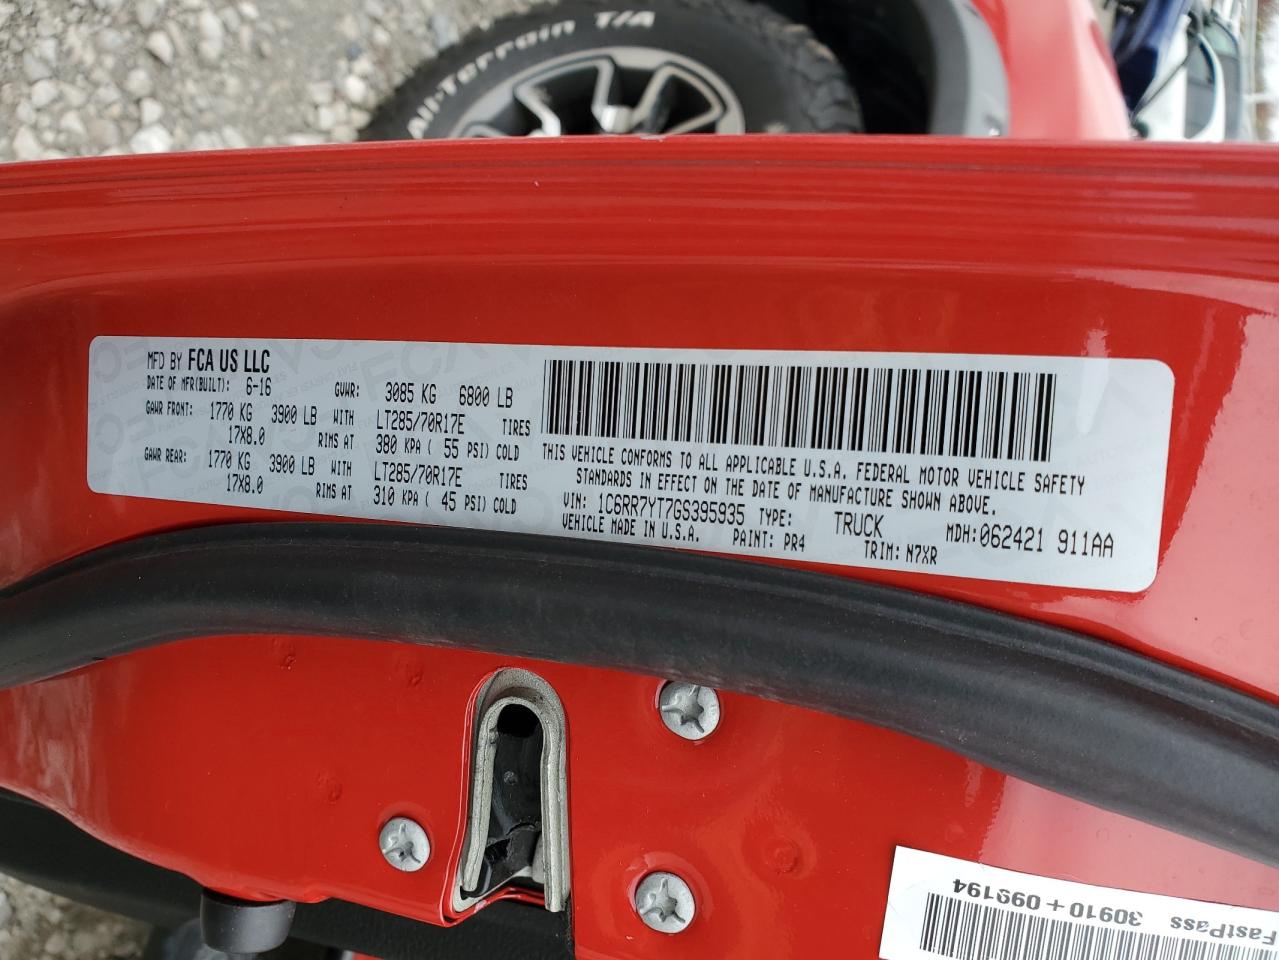 All-Terrain T/A
MFD BY FCA US LLC
DATE OF MFR(BUILT): 6-16 GVWR: 3085 KG 6800 LB
GAWR FRONT: 1770 KG 3900 LB WITH LT285/70R17E TIRES
17X8.0 RIMS AT 380 KPA ( 55 PSI) COLD
GAWR REAR: 1770 KG 3900 LB WITH LT285/70R17E TIRES
17X8.0 RIMS AT 310 KPA ( 45 PSI) COLD
THIS VEHICLE CONFORMS TO ALL APPLICABLE U.S.A. FEDERAL MOTOR VEHICLE SAFETY
STANDARDS IN EFFECT ON THE DATE OF MANUFACTURE SHOWN ABOVE.
VIN: 1C6RR7YT7GS395935 TYPE: TRUCK MDH:062421 911AA
VEHICLE MADE IN U.S.A. PAINT: PR4 TRIM: N7XR
FastPass 30910+099194